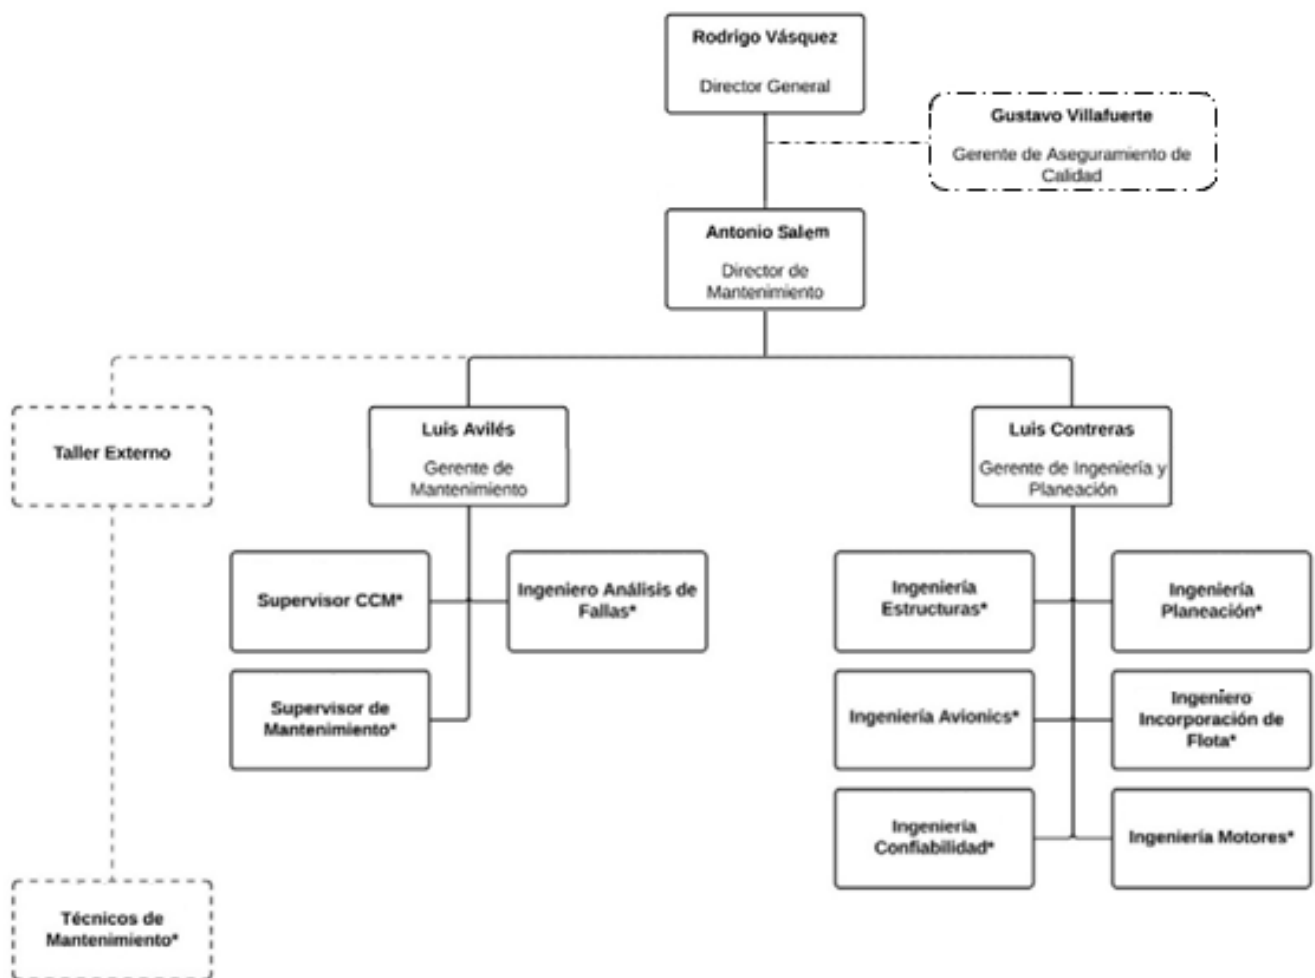 Rodrigo Vásquez
Director General
Gustavo Villafuerte
Gerente de Aseguramiento de
Calidad
Antonio Salem
Director de
Mantenimiento
Taller Externo
Luis Avilés
Gerente de
Mantenimiento
Luis Contreras
Gerente de Ingeniería y
Planeación
Supervisor CCM*
Ingeniero Análisis de
Fallas*
Ingeniería
Estructuras*
Ingeniería
Planeación*
Supervisor de
Mantenimiento*
Ingeniería Avionics*
Ingeniero
Incorporación de
Flota*
Ingeniería
Confiabilidad*
Ingeniería Motores*
Técnicos de
Mantenimiento*